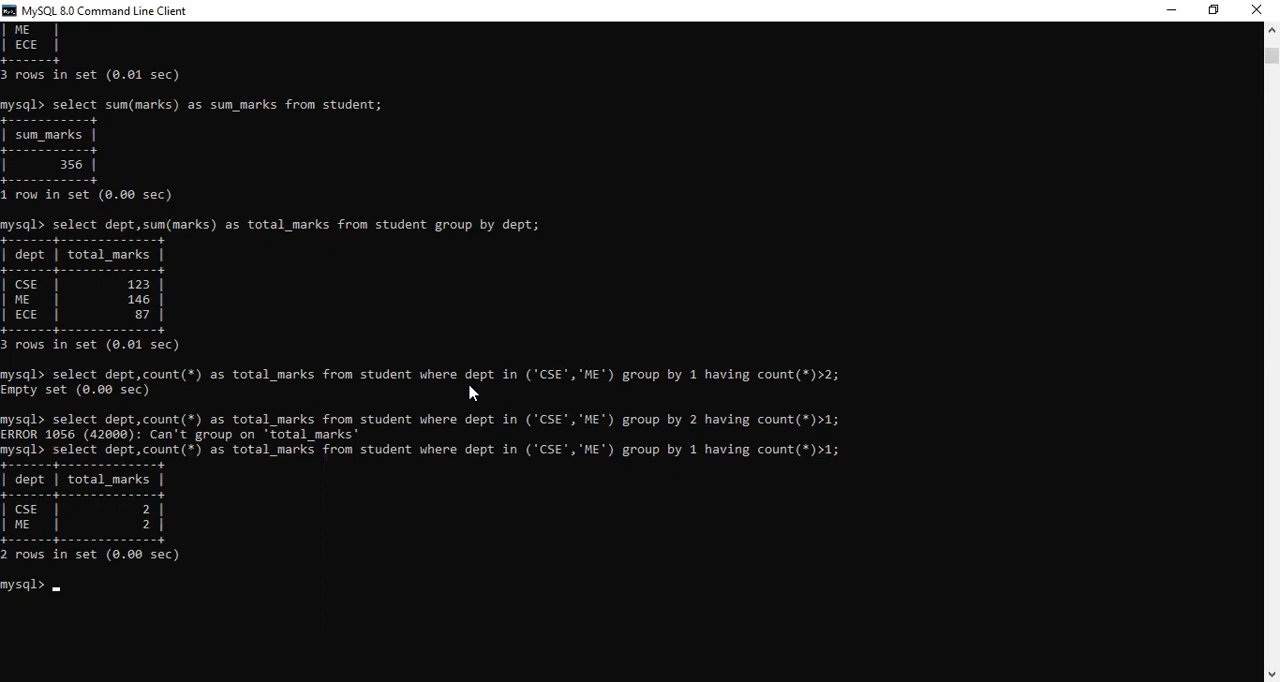 MySQL 8.0 Command Line Client
| ME   |
| ECE  |
+------+
3 rows in set (0.01 sec)
mysql> select sum(marks) as sum_marks from student;
+-----------+
| sum_marks |
+-----------+
|       356 |
+-----------+
1 row in set (0.00 sec)
mysql> select dept,sum(marks) as total_marks from student group by dept;
+------+-------------+
| dept | total_marks |
+------+-------------+
| CSE  |         123 |
| ME   |         146 |
| ECE  |          87 |
+------+-------------+
3 rows in set (0.01 sec)
mysql> select dept,count(*) as total_marks from student where dept in ('CSE','ME') group by 1 having count(*)>2;
Empty set (0.00 sec)
mysql> select dept,count(*) as total_marks from student where dept in ('CSE','ME') group by 2 having count(*)>1;
ERROR 1056 (42000): Can't group on 'total_marks'
mysql> select dept,count(*) as total_marks from student where dept in ('CSE','ME') group by 1 having count(*)>1;
+------+-------------+
| dept | total_marks |
+------+-------------+
| CSE  |           2 |
| ME   |           2 |
+------+-------------+
2 rows in set (0.00 sec)
mysql> _